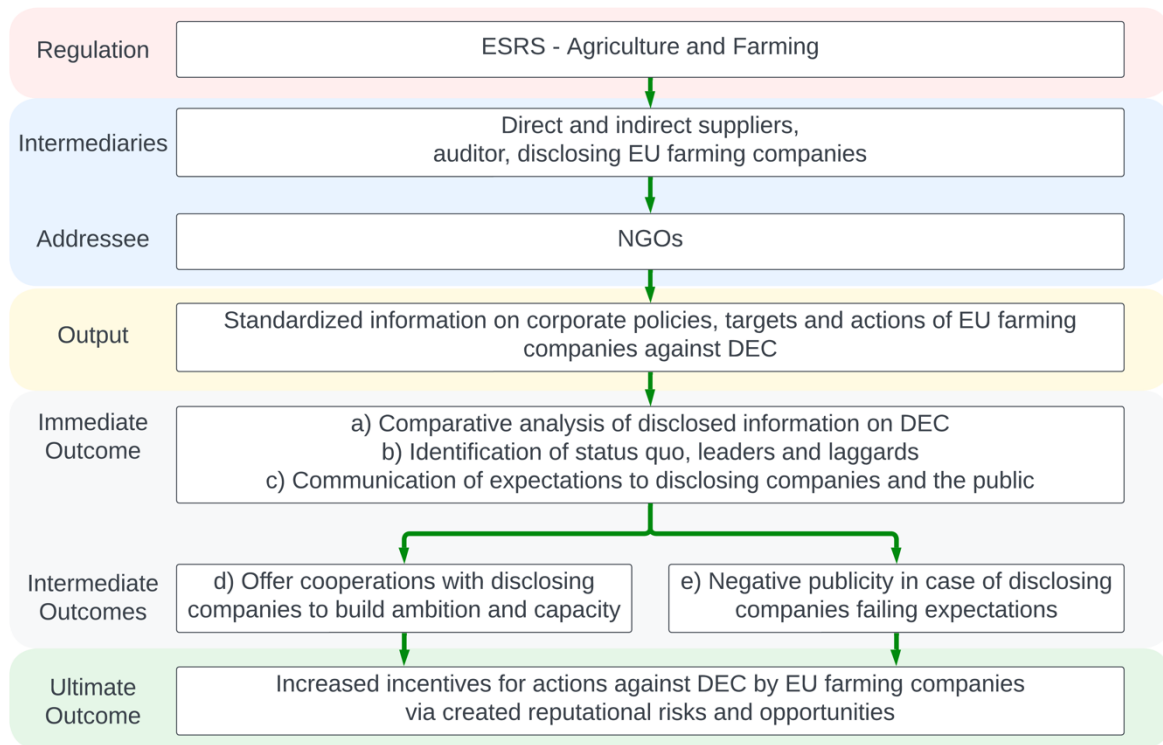 Regulation
ESRS - Agriculture and Farming
Intermediaries
Direct and indirect suppliers,
auditor, disclosing EU farming companies
Addressee
NGOs
Output
Standardized information on corporate policies, targets and actions of EU farming
companies against DEC
Immediate
Outcome
a) Comparative analysis of disclosed information on DEC
b) Identification of status quo, leaders and laggards
c) Communication of expectations to disclosing companies and the public
Intermediate
Outcomes
d) Offer cooperations with disclosing
companies to build ambition and capacity
e) Negative publicity in case of disclosing
companies failing expectations
Ultimate
Outcome
Increased incentives for actions against DEC by EU farming companies
via created reputational risks and opportunities